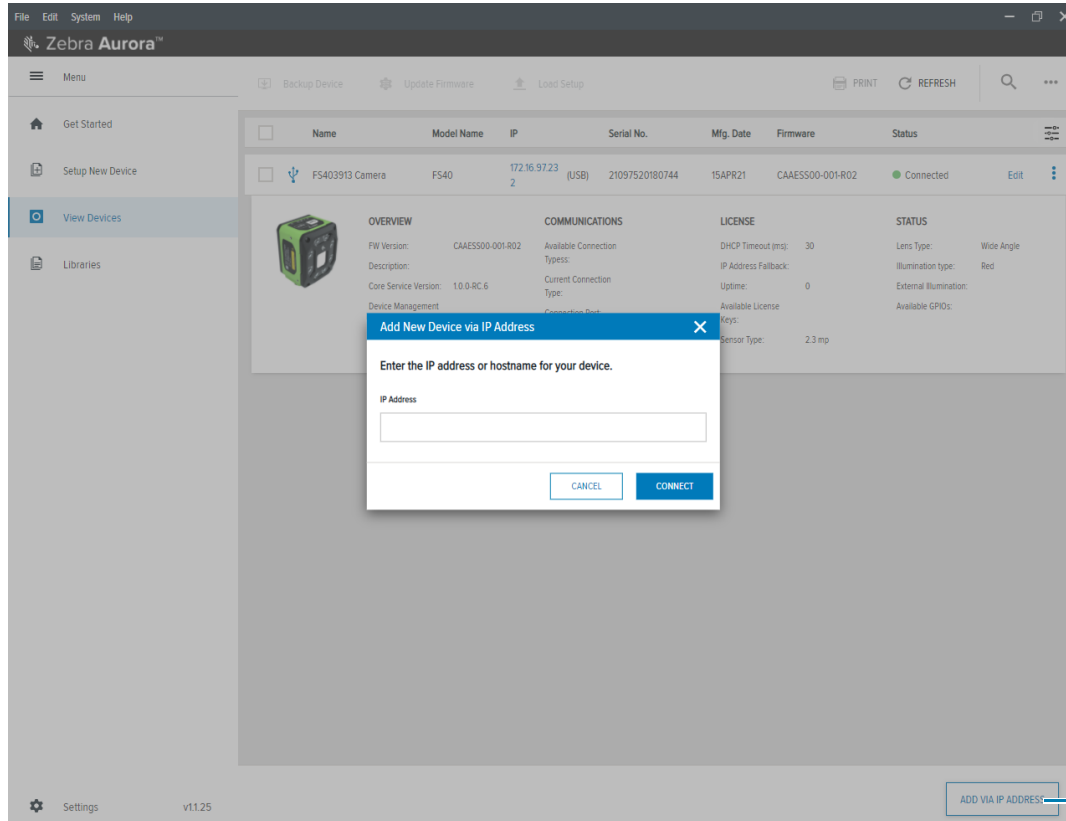 File Edit System Help
Zebra Aurora™
Menu
Backup Device Update Firmware Load Setup PRINT REFRESH
Get Started
Setup New Device
View Devices
Libraries
Name Model Name IP Serial No. Mfg. Date Firmware Status
FS403913 Camera FS40 172.16.97.23 (USB) 21097520180744 15APR21 CAAESS00-001-R02 Connected Edit
2
OVERVIEW
FW Version: CAAESS00-001-R02
Description:
Core Service Version: 1.0.0-RC.6
Device Management
COMMUNICATIONS
Available Connection
Typess:
Current Connection
Type:
Connection Port:
LICENSE
DHCP Timeout (ms): 30
IP Address Fallback:
Uptime: 0
Available License
Keys:
Sensor Type: 2.3 mp
STATUS
Lens Type: Wide Angle
Illumination type: Red
External Illumination:
Available GPIOs:
Add New Device via IP Address
Enter the IP address or hostname for your device.
IP Address
CANCEL CONNECT
Settings v1.1.25
ADD VIA IP ADDRESS